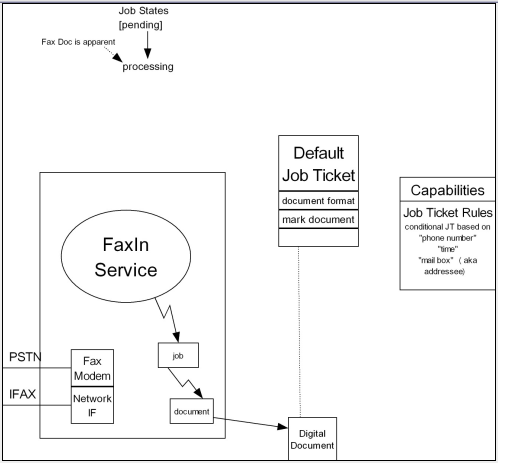 Job States
[pending]
Fax Doc is apparent
processing
Default
Job Ticket
document format
mark document
Capabilities
Job Ticket Rules
conditional JT based on
"phone number"
"time"
"mail box" ( aka
addressee)
FaxIn
Service
job
document
PSTN
IFAX
Fax
Modem
Network
IF
Digital
Document